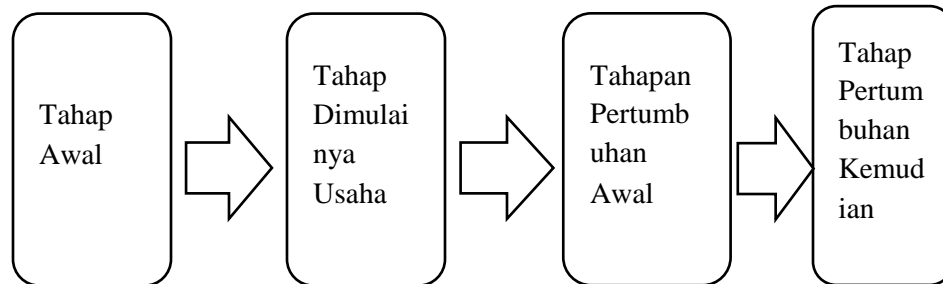 Tahap
Awal
Tahap
Dimulai
nya
Usaha
Tahapan
Pertumb
uhan
Awal
Tahap
Pertum
buhan
Kemud
ian